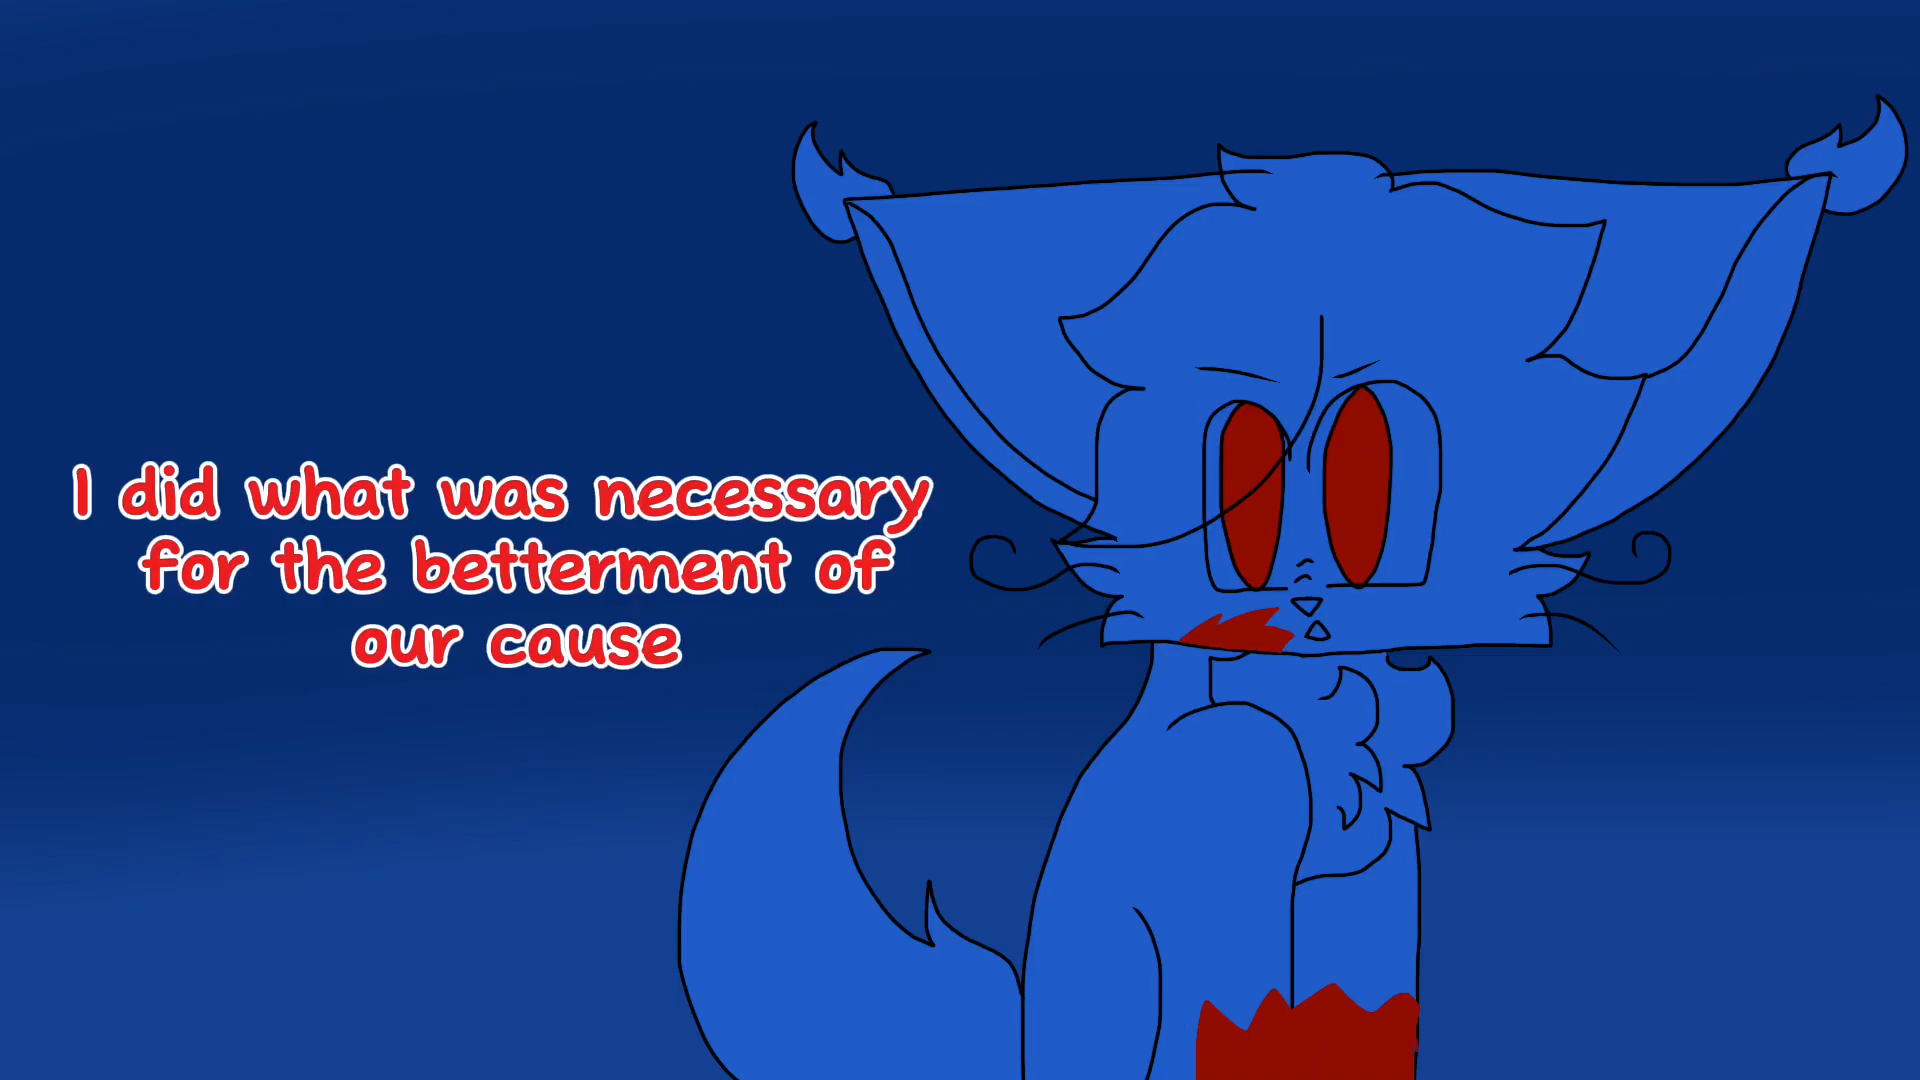 I did what was necessary
for the betterment of
our cause